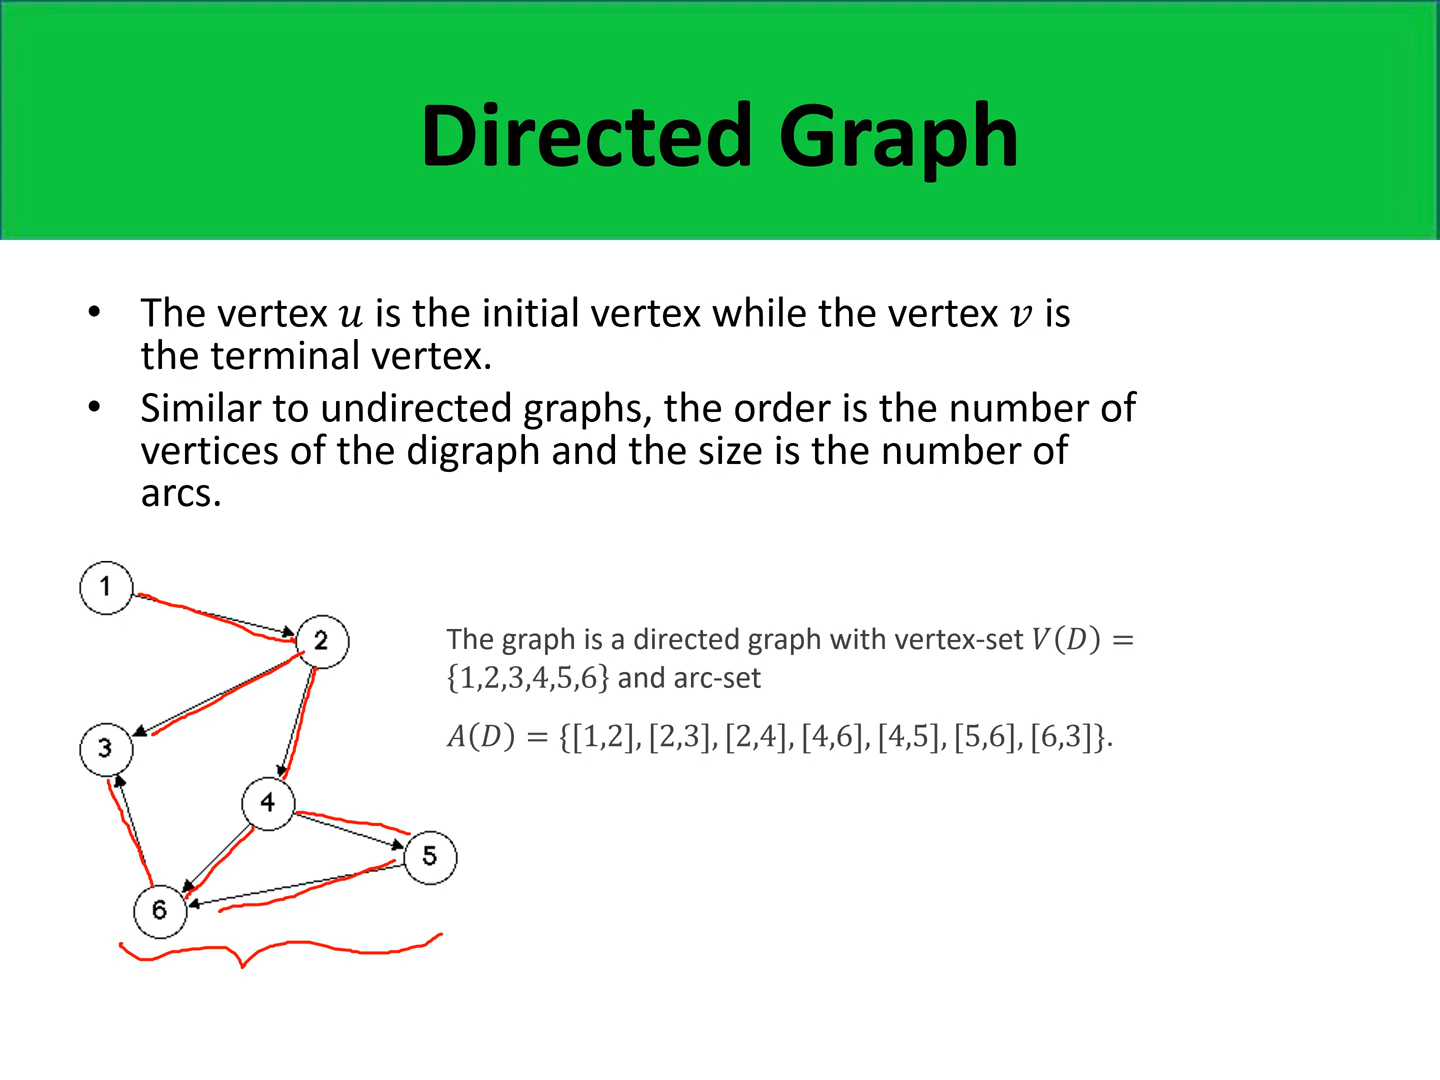 Directed Graph
• The vertex 𝑢 is the initial vertex while the vertex 𝑣 is
the terminal vertex.
• Similar to undirected graphs, the order is the number of
vertices of the digraph and the size is the number of
arcs.
1
2
3
4
5
6
The graph is a directed graph with vertex-set 𝑉(𝐷) =
{1,2,3,4,5,6} and arc-set
𝐴(𝐷) = {[1,2], [2,3], [2,4], [4,6], [4,5], [5,6], [6,3]}.